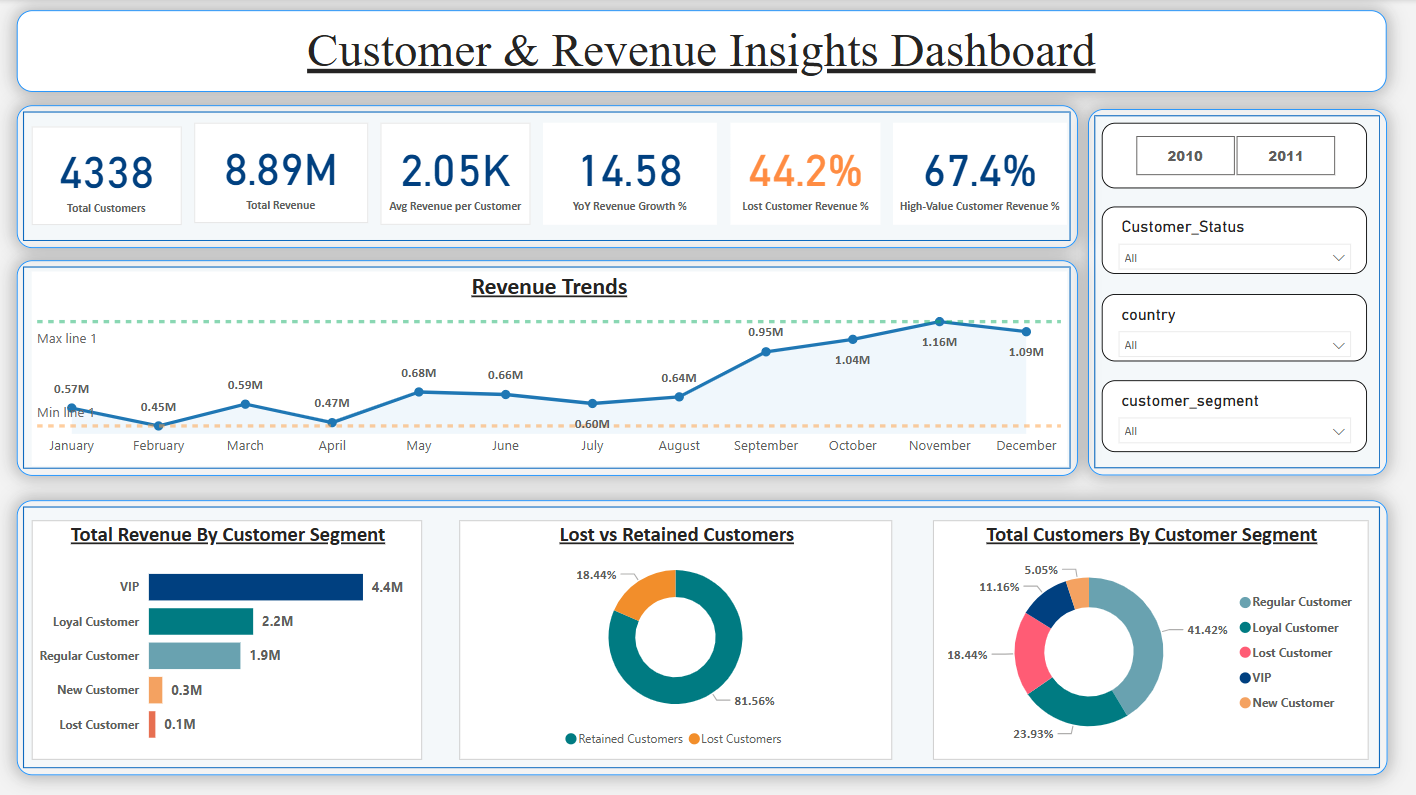 Customer & Revenue Insights Dashboard
4338
Total Customers
8.89M
Total Revenue
2.05K
Avg Revenue per Customer
14.58
YoY Revenue Growth %
44.2%
Lost Customer Revenue %
67.4%
High-Value Customer Revenue %
2010
2011
Customer_Status
All
country
All
customer_segment
All
Revenue Trends
Max line 1
Min line 1
0.57M
0.45M
0.59M
0.47M
0.68M
0.66M
0.60M
0.64M
0.95M
1.04M
1.16M
1.09M
January
February
March
April
May
June
July
August
September
October
November
December
Total Revenue By Customer Segment
VIP
4.4M
Loyal Customer
2.2M
Regular Customer
1.9M
New Customer
0.3M
Lost Customer
0.1M
Lost vs Retained Customers
18.44%
81.56%
Retained Customers
Lost Customers
Total Customers By Customer Segment
5.05%
11.16%
18.44%
23.93%
41.42%
Regular Customer
Loyal Customer
Lost Customer
VIP
New Customer